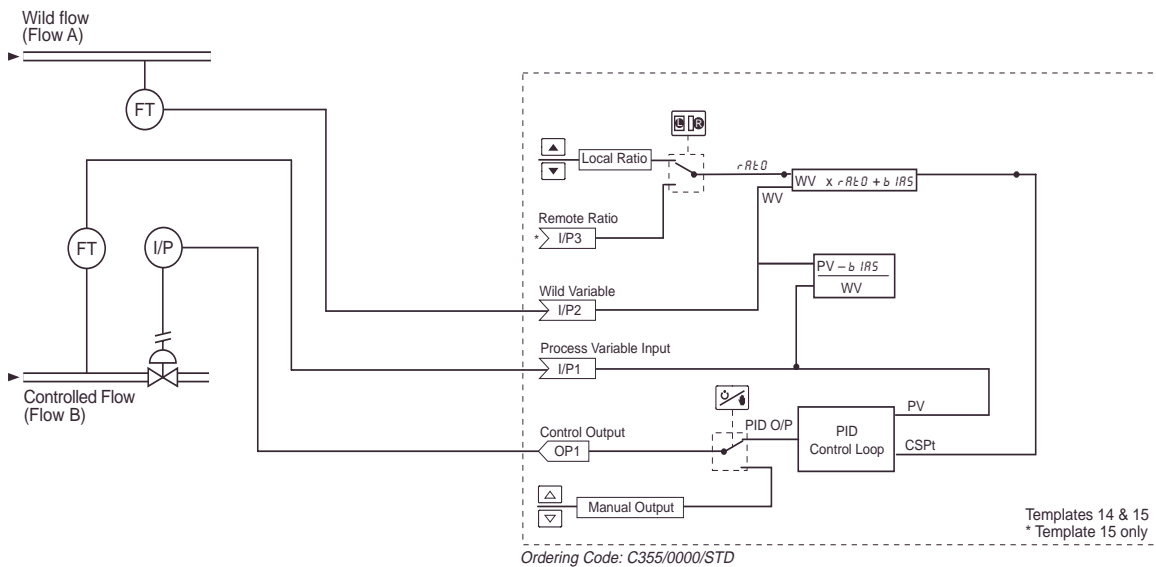 Wild flow
(Flow A)
FT
FT
I/P
Controlled Flow
(Flow B)
L R
Local Ratio
rAtO
WV x rAtO + bIAS
WV
Remote Ratio
* I/P3
PV – bIAS
WV
Wild Variable
I/P2
Process Variable Input
I/P1
PV
Control Output
OP1
PID O/P
PID
Control Loop
CSPt
Manual Output
Templates 14 & 15
* Template 15 only
Ordering Code: C355/0000/STD